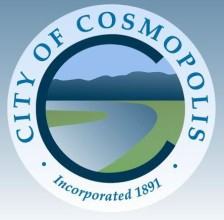 CITY OF COSMOPOLIS
• Incorporated 1891 •